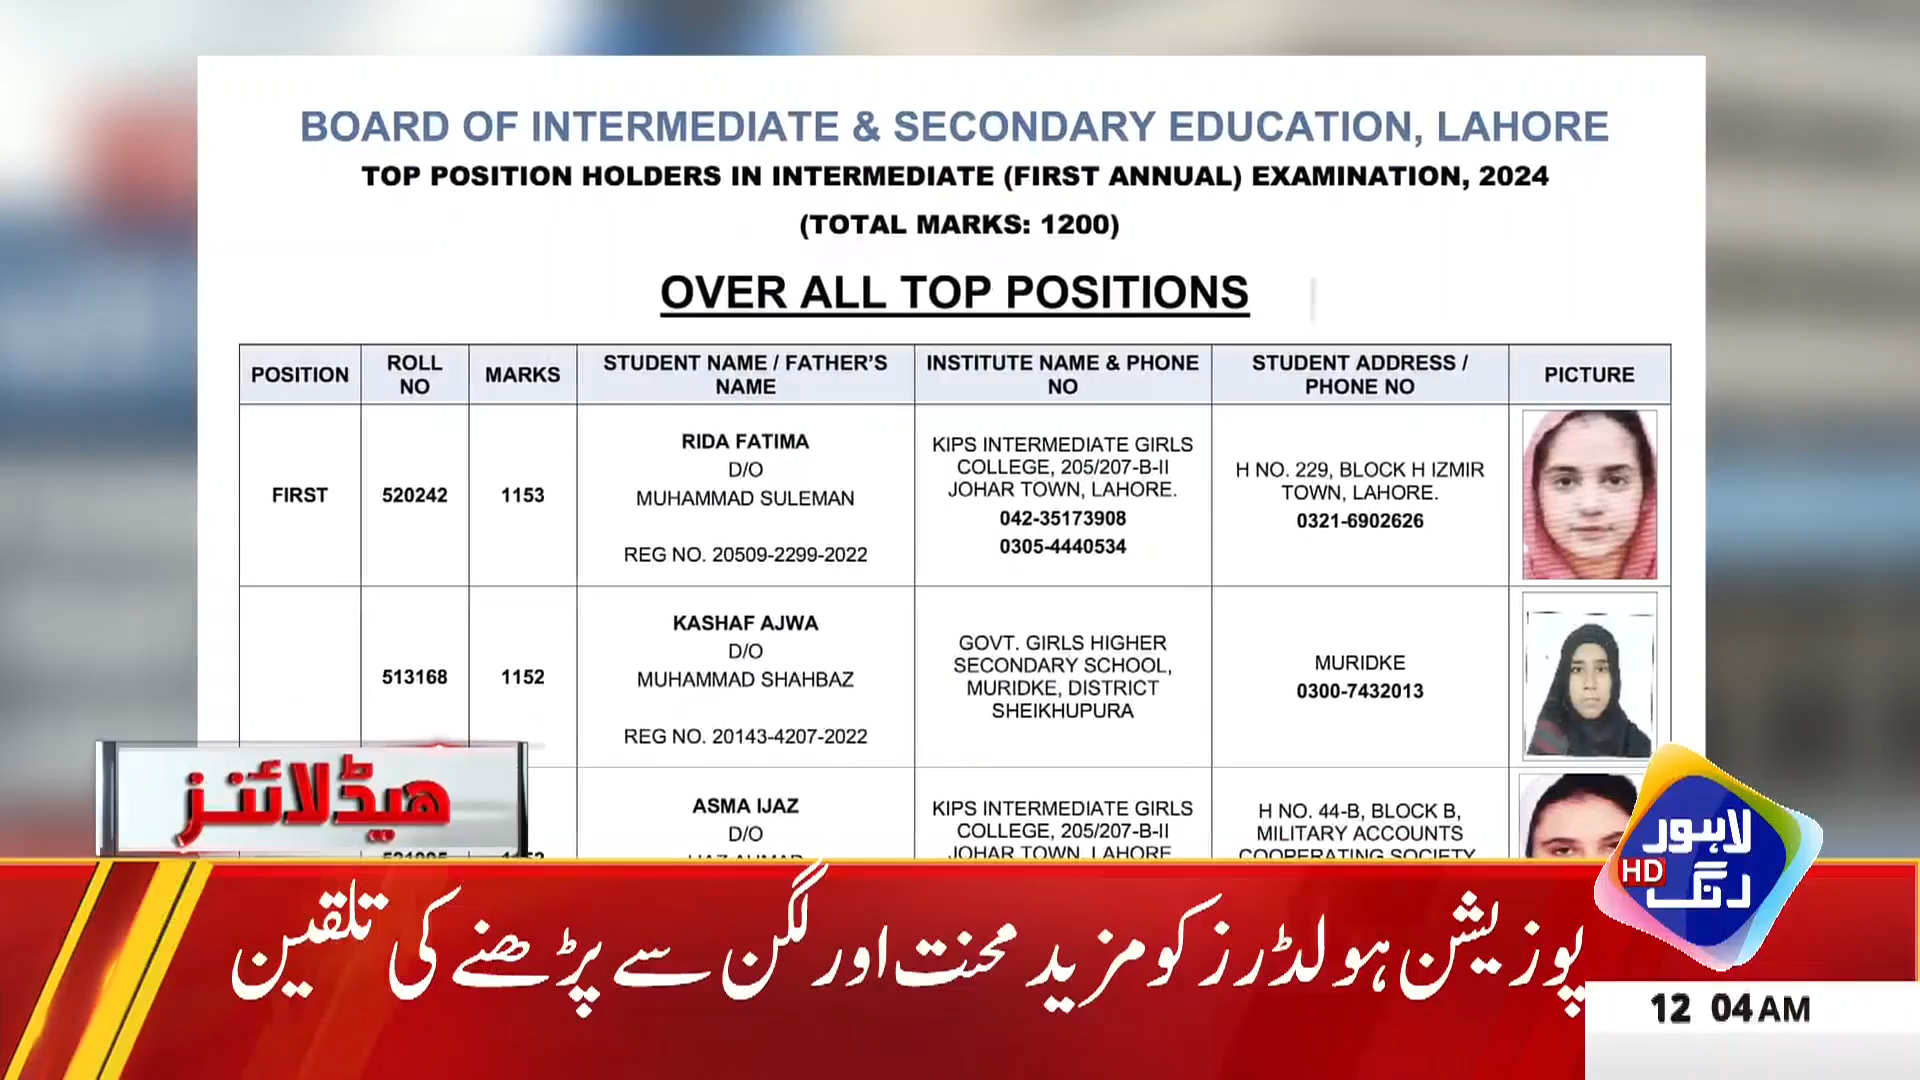 BOARD OF INTERMEDIATE & SECONDARY EDUCATION, LAHORE
TOP POSITION HOLDERS IN INTERMEDIATE (FIRST ANNUAL) EXAMINATION, 2024
(TOTAL MARKS: 1200)
OVER ALL TOP POSITIONS
POSITION
ROLL
NO
MARKS
STUDENT NAME / FATHER'S
NAME
INSTITUTE NAME & PHONE
NO
STUDENT ADDRESS /
PHONE NO
PICTURE
FIRST
520242
1153
RIDA FATIMA
D/O
MUHAMMAD SULEMAN
REG NO. 20509-2299-2022
KIPS INTERMEDIATE GIRLS
COLLEGE, 205/207-B-II
JOHAR TOWN, LAHORE.
042-35173908
0305-4440534
H NO. 229, BLOCK H IZMIR
TOWN, LAHORE.
0321-6902626
513168
1152
KASHAF AJWA
D/O
MUHAMMAD SHAHBAZ
REG NO. 20143-4207-2022
GOVT. GIRLS HIGHER
SECONDARY SCHOOL,
MURIDKE, DISTRICT
SHEIKHUPURA
MURIDKE
0300-7432013
ASMA IJAZ
D/O
KIPS INTERMEDIATE GIRLS
COLLEGE, 205/207-B-II
JOHAR TOWN, LAHORE
H NO. 44-B, BLOCK B,
MILITARY ACCOUNTS
COOPERATING SOCIETY
ہیڈلائنز
لاہور
رنگ
HD
پوزیشن ہولڈرز کو مزید محنت اور لگن سے پڑھنے کی تلقین
12 04 AM